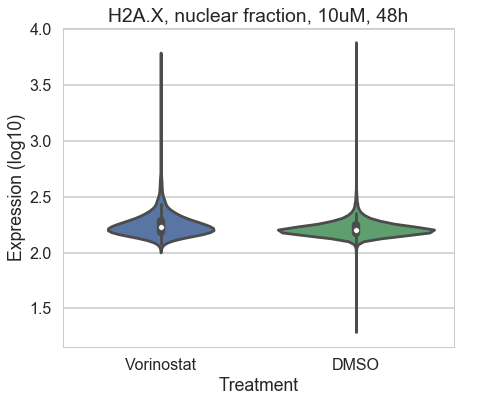 H2A.X, nuclear fraction, 10uM, 48h
4.0
3.5
3.0
2.5
2.0
1.5
Expression (log10)
Vorinostat DMSO
Treatment